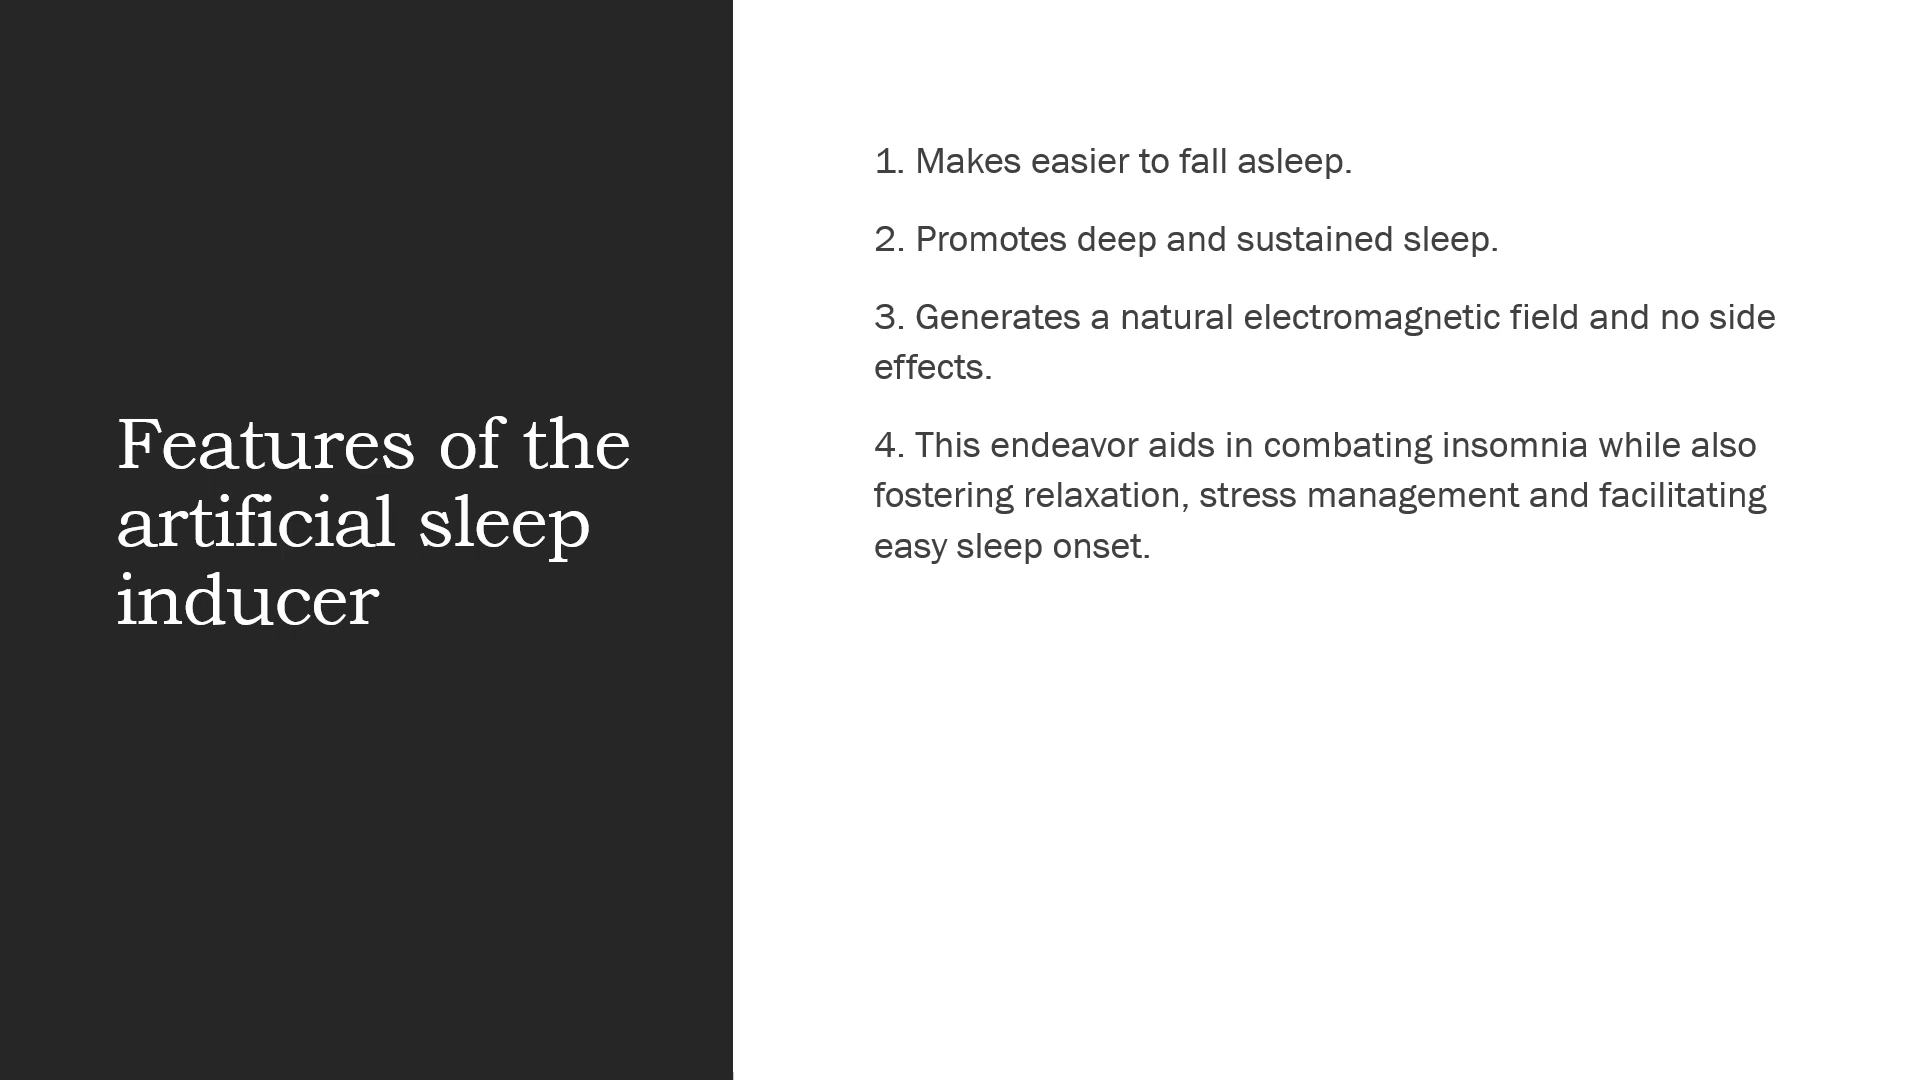 Features of the
artificial sleep
inducer
1. Makes easier to fall asleep.
2. Promotes deep and sustained sleep.
3. Generates a natural electromagnetic field and no side
effects.
4. This endeavor aids in combating insomnia while also
fostering relaxation, stress management and facilitating
easy sleep onset.